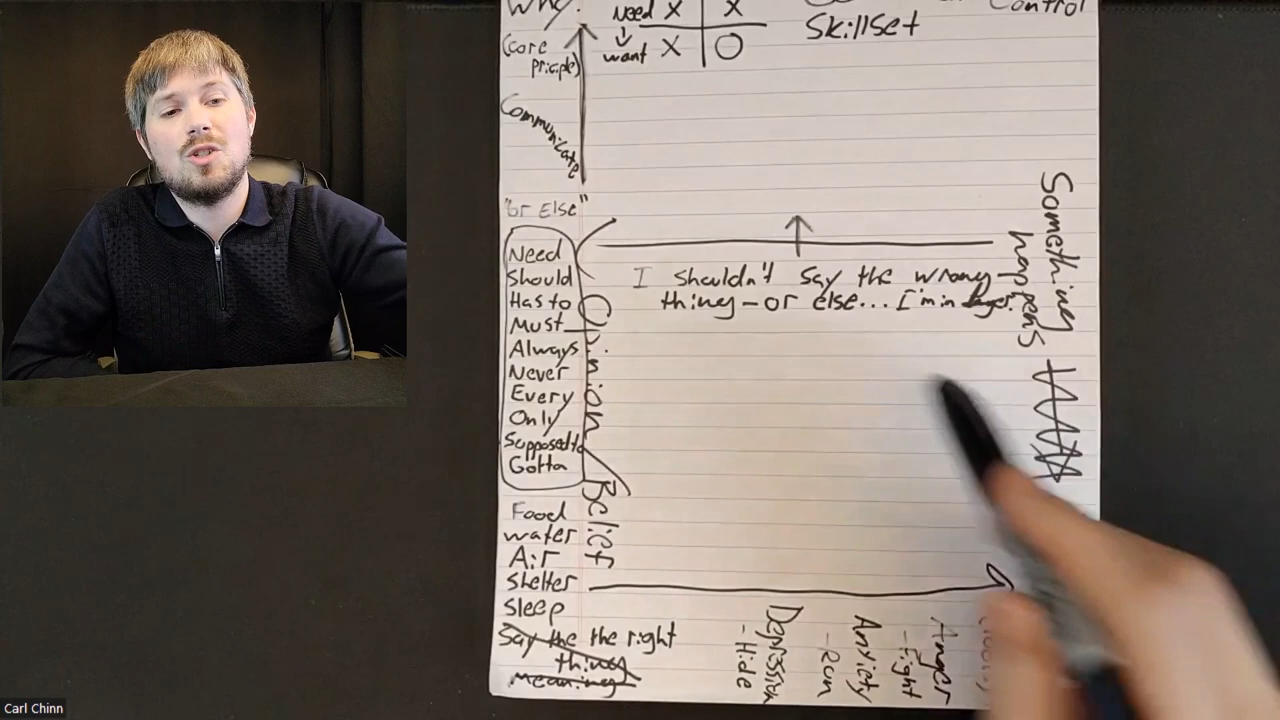 Why?
Need X X
want X O
Skillset
Control
(core
priciple)
Communicate
"or Else"
Need
Should
Has to
Must
Always
Never
Every
Only
Supposed to
Gotta
Opinion
Belief
I shouldn't say the wrong
thing - or else... I'm in
Something
happens
Food
water
Air
Shelter
Sleep
Say the the right
thing
meaning
Depression
- Hide
Anxiety
- Run
Anger
- Fight
Carl Chinn